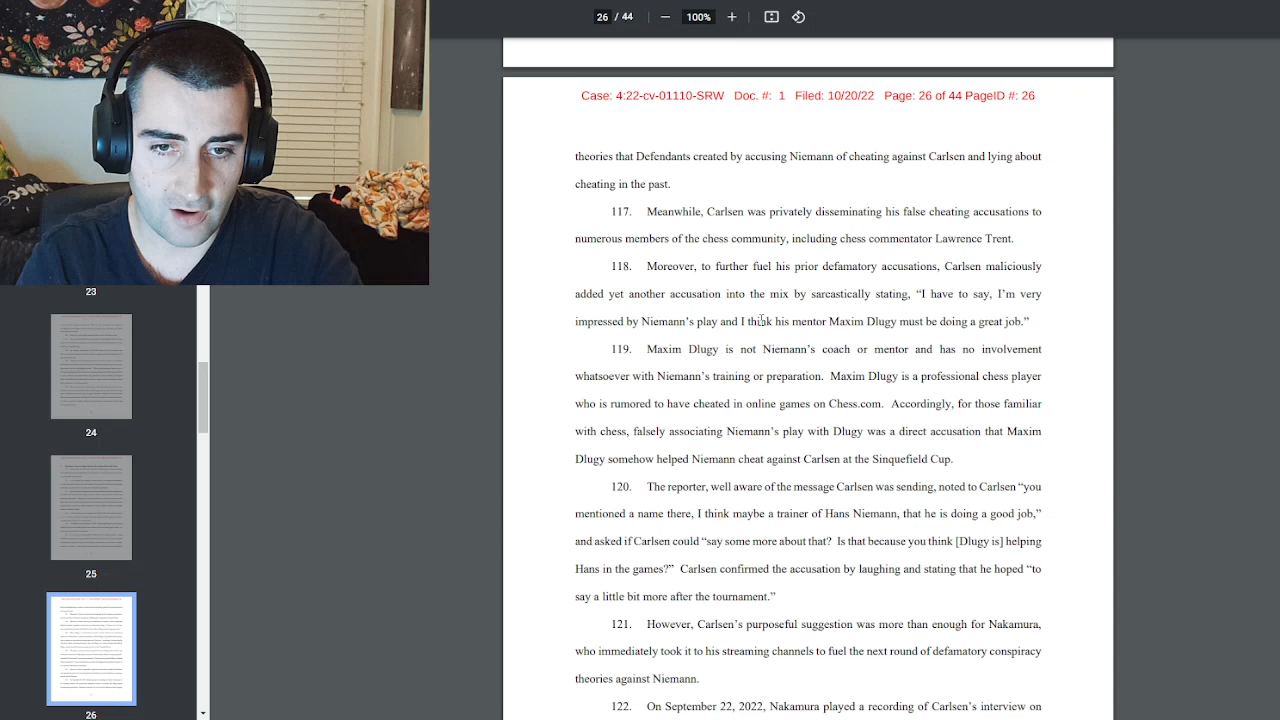 26 / 44 — 100% +
Case: 4:22-cv-01110-SRW Doc. #: 1 Filed: 10/20/22 Page: 26 of 44 PageID #: 26
theories that Defendants created by accusing Niemann of cheating against Carlsen and lying about
cheating in the past.
117. Meanwhile, Carlsen was privately disseminating his false cheating accusations to
numerous members of the chess community, including chess commentator Lawrence Trent.
118. Moreover, to further fuel his prior defamatory accusations, Carlsen maliciously
added yet another accusation into the mix by sarcastically stating, “I have to say, I’m very
impressed by Niemann’s play and I think his mentor Maxim Dlugy must be doing a great job.”
119. Maxim Dlugy is not Niemann’s coach or mentor and has no involvement
whatsoever with Niemann’s training or preparation. Maxim Dlugy is a professional chess player
who is rumored to have cheated in online games on Chess.com. Accordingly, for those familiar
with chess, falsely associating Niemann’s play with Dlugy was a direct accusation that Maxim
Dlugy somehow helped Niemann cheat against Carlsen at the Sinquefield Cup.
120. The reporter, well aware of the message Carlsen was sending, noted to Carlsen “you
mentioned a name there, I think maybe a trainer of Hans Niemann, that he is doing a good job,”
and asked if Carlsen could “say some more about that? Is that because you think [Dlugy is] helping
Hans in the games?” Carlsen confirmed the accusation by laughing and stating that he hoped “to
say a little bit more after the tournament.”
121. However, Carlsen’s purposeful suggestion was more than enough for Nakamura,
who immediately took it to his stream in order to fuel the next round of defamatory conspiracy
theories against Niemann.
122. On September 22, 2022, Nakamura played a recording of Carlsen’s interview on
23
24
25
26